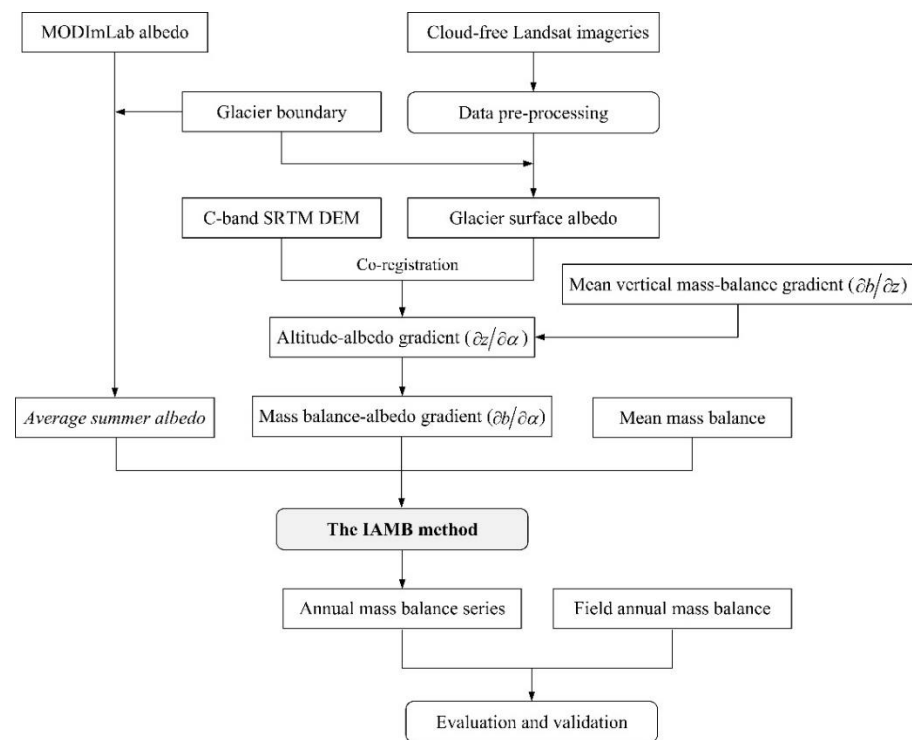 MODImLab albedo
Cloud-free Landsat imageries
Glacier boundary
Data pre-processing
C-band SRTM DEM
Glacier surface albedo
Co-registration
Mean vertical mass-balance gradient (∂b/∂z)
Altitude-albedo gradient (∂z/∂α)
Average summer albedo
Mass balance-albedo gradient (∂b/∂α)
Mean mass balance
The IAMB method
Annual mass balance series
Field annual mass balance
Evaluation and validation